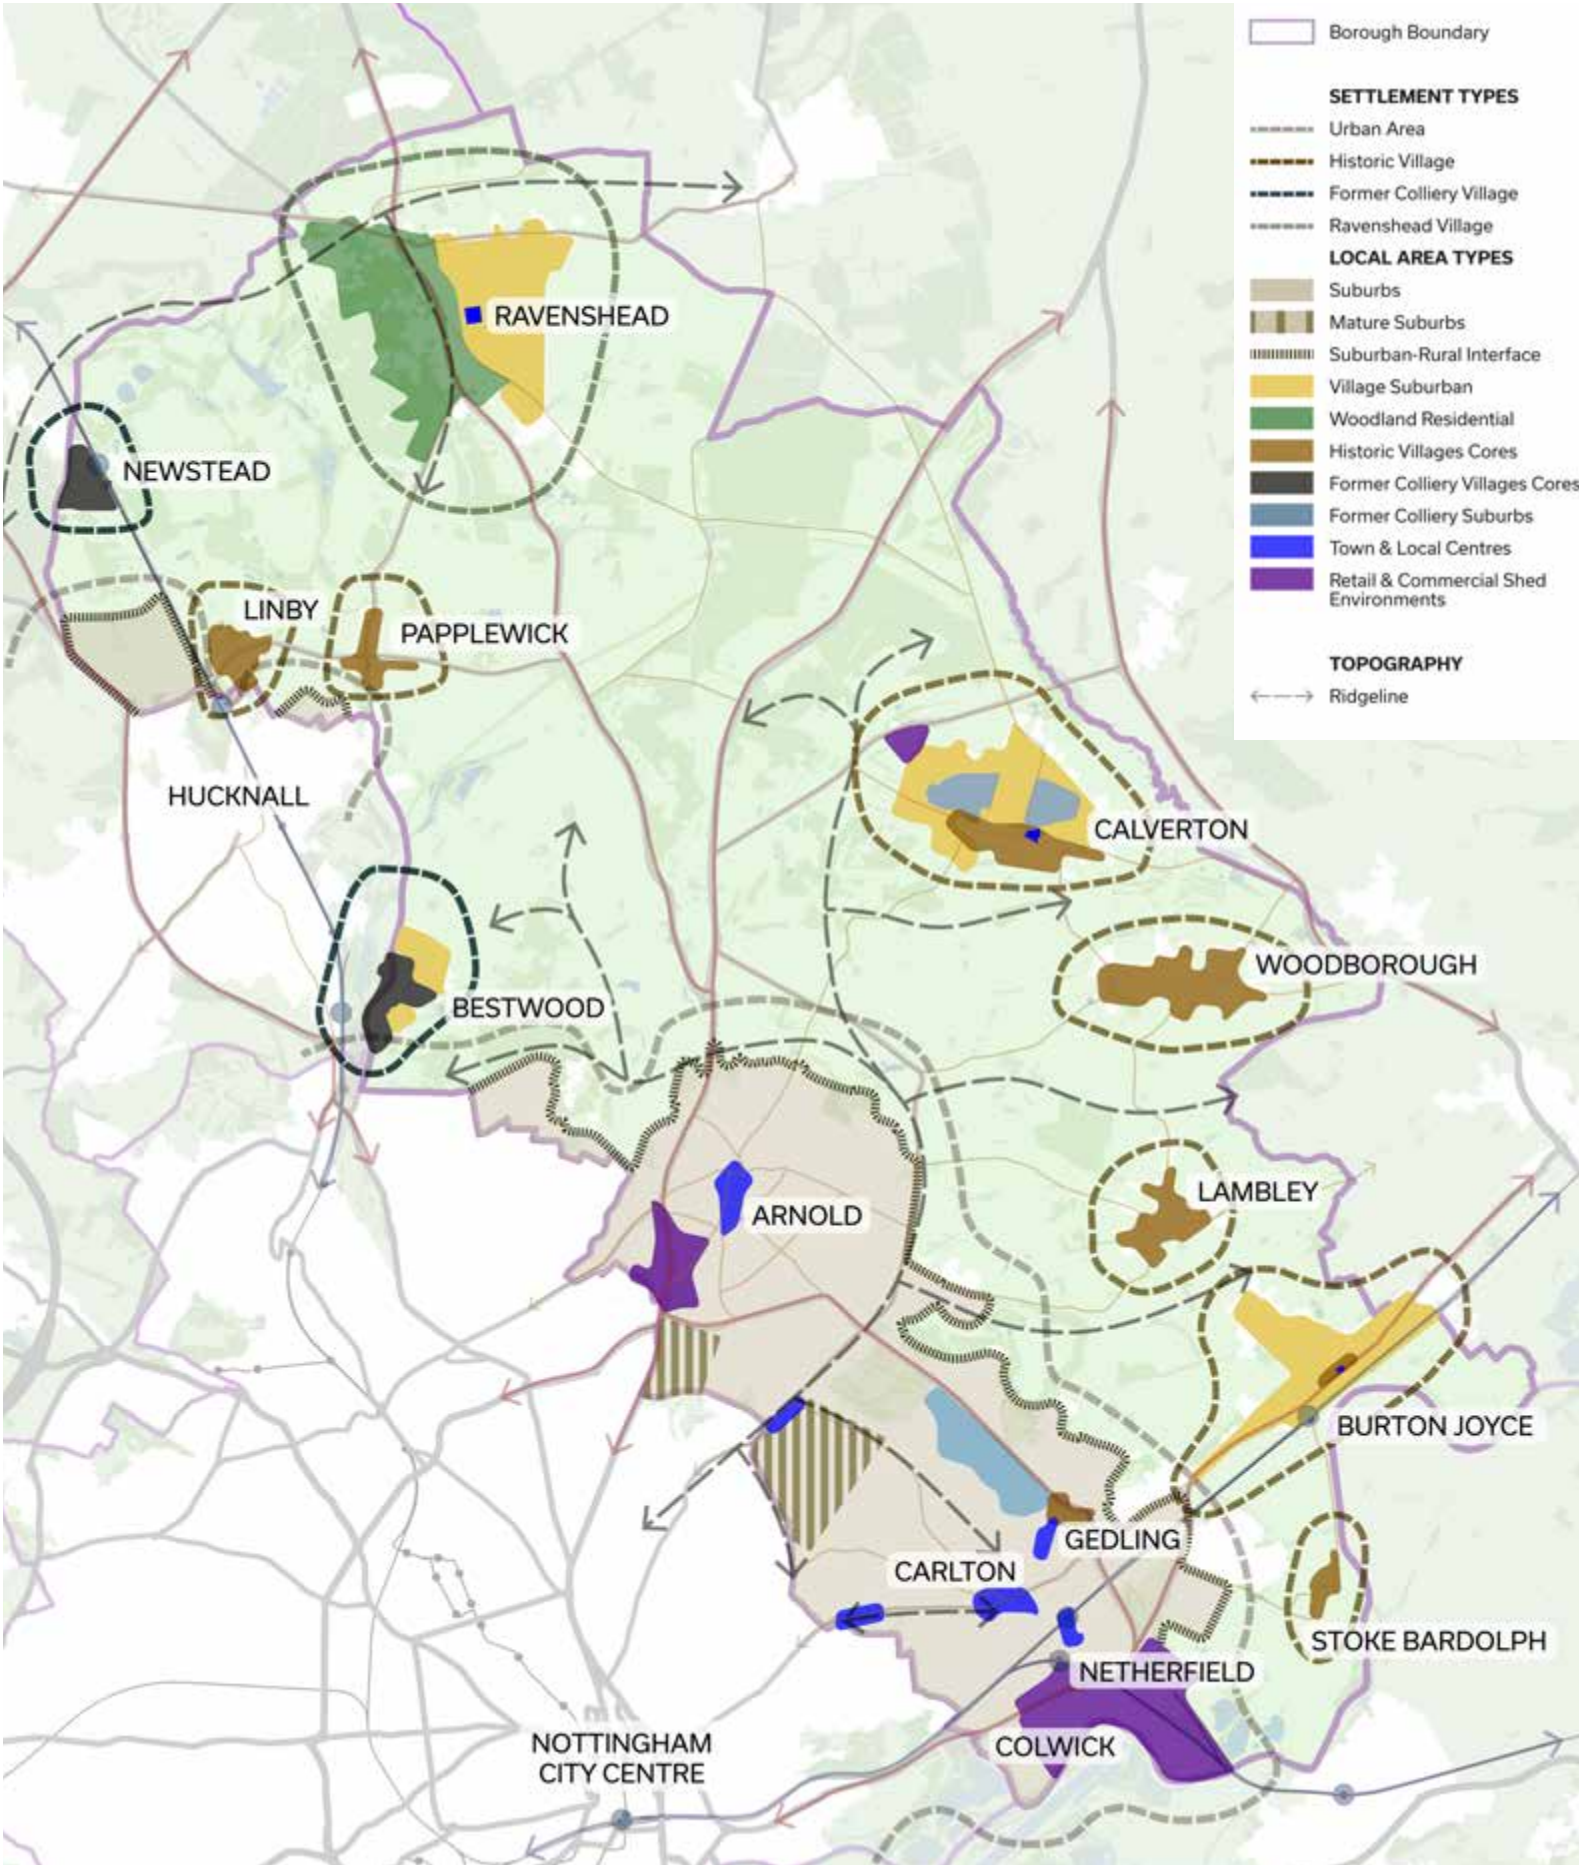 Borough Boundary
SETTLEMENT TYPES
Urban Area
Historic Village
Former Colliery Village
Ravenshead Village
LOCAL AREA TYPES
Suburbs
Mature Suburbs
Suburban-Rural Interface
Village Suburban
Woodland Residential
Historic Villages Cores
Former Colliery Villages Cores
Former Colliery Suburbs
Town & Local Centres
Retail & Commercial Shed
Environments
TOPOGRAPHY
Ridgeline
RAVENSHEAD
NEWSTEAD
LINBY
PAPPLEWICK
HUCKNALL
CALVERTON
WOODBOROUGH
BESTWOOD
LAMBLEY
ARNOLD
BURTON JOYCE
GEDLING
CARLTON
STOKE BARDOLPH
NETHERFIELD
COLWICK
NOTTINGHAM
CITY CENTRE